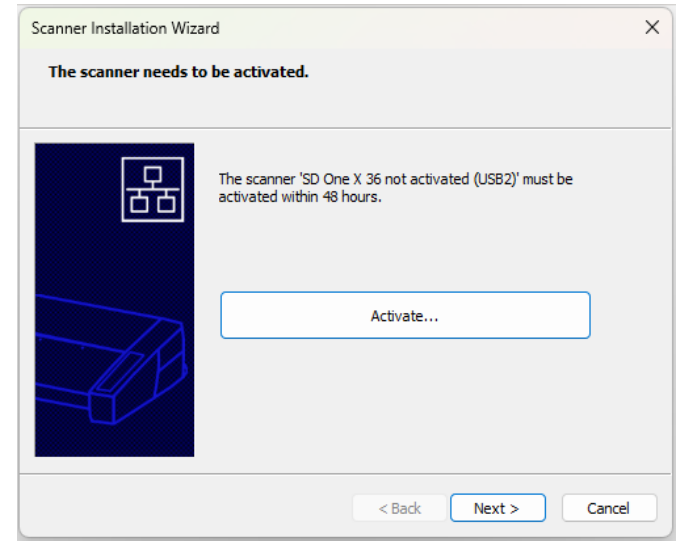 Scanner Installation Wizard
The scanner needs to be activated.
The scanner 'SD One X 36 not activated (USB2)' must be
activated within 48 hours.
Activate...
< Back
Next >
Cancel